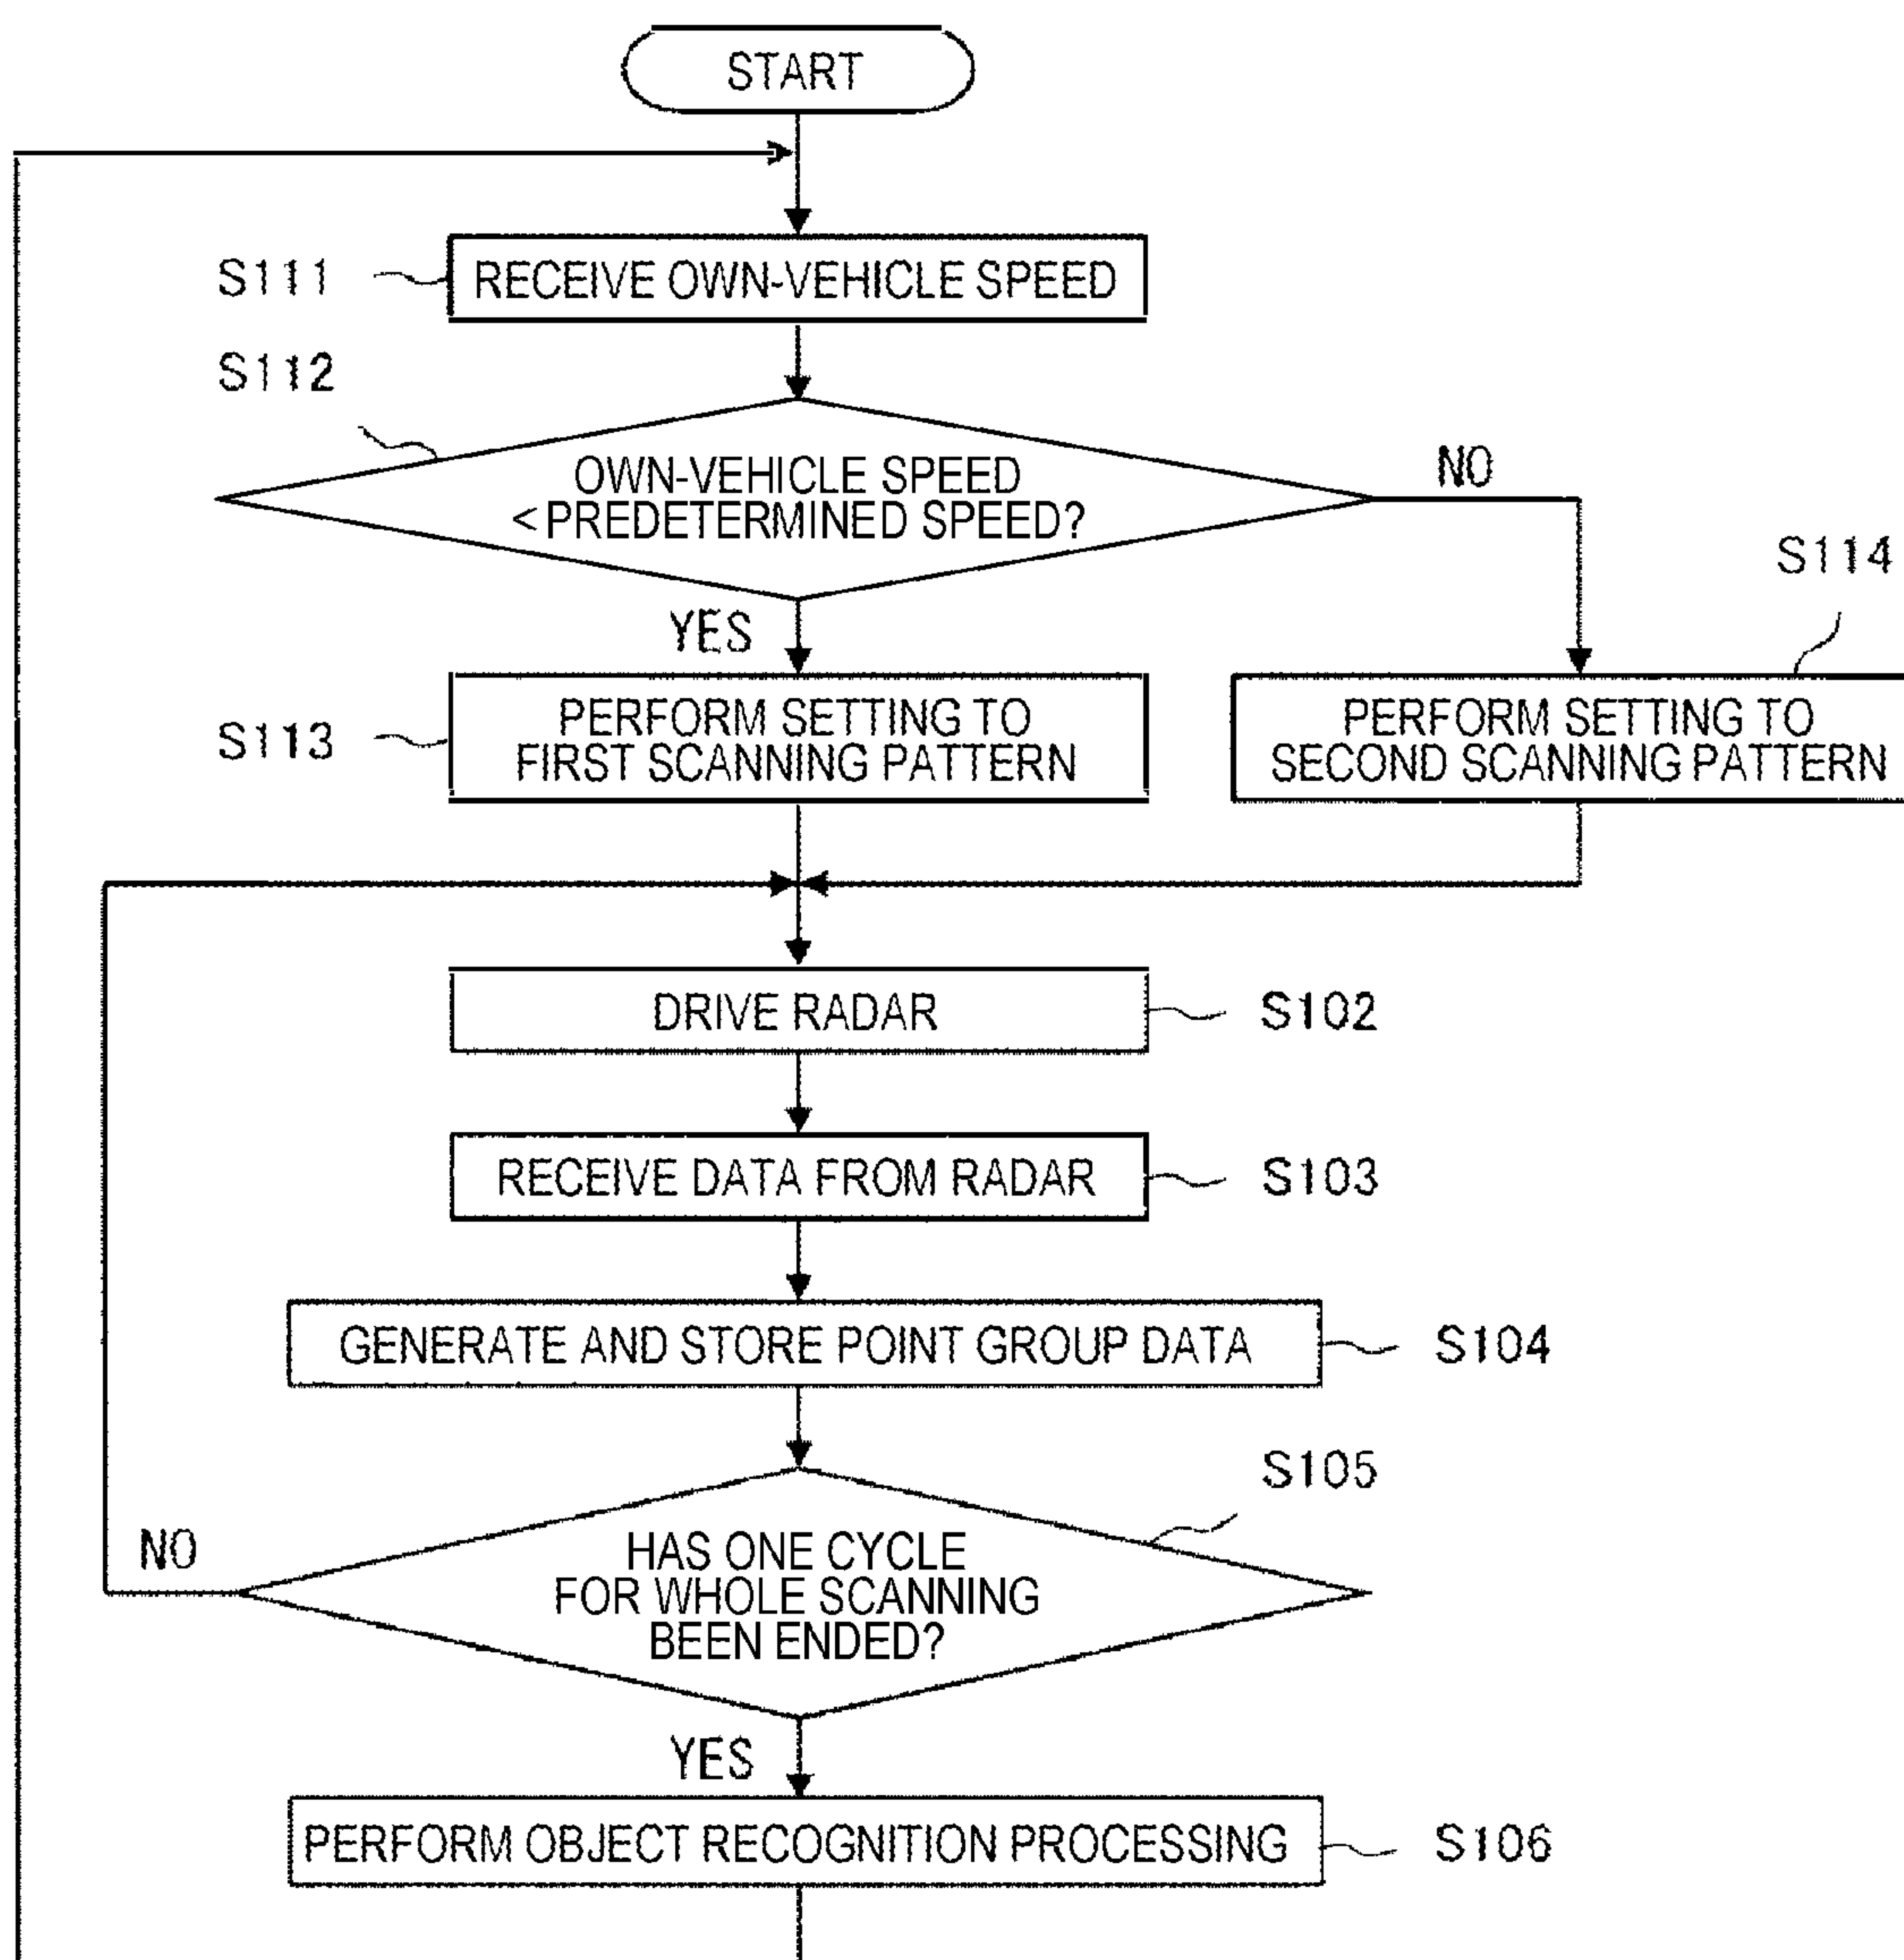 START
S111
RECEIVE OWN-VEHICLE SPEED
S112
OWN-VEHICLE SPEED
< PREDETERMINED SPEED?
NO
YES
S114
S113
PERFORM SETTING TO
FIRST SCANNING PATTERN
PERFORM SETTING TO
SECOND SCANNING PATTERN
DRIVE RADAR
S102
RECEIVE DATA FROM RADAR
S103
GENERATE AND STORE POINT GROUP DATA
S104
S105
HAS ONE CYCLE
FOR WHOLE SCANNING
BEEN ENDED?
NO
YES
PERFORM OBJECT RECOGNITION PROCESSING
S106